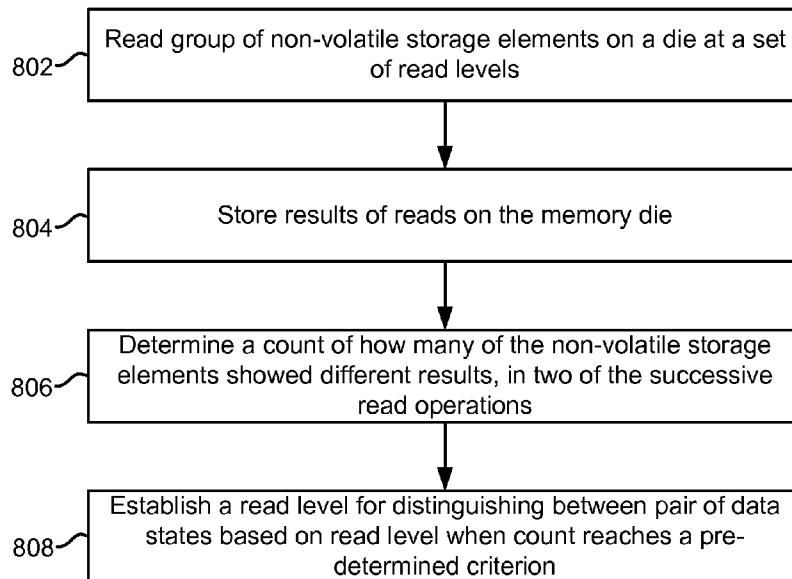 802
Read group of non-volatile storage elements on a die at a set
of read levels
804
Store results of reads on the memory die
806
Determine a count of how many of the non-volatile storage
elements showed different results, in two of the successive
read operations
808
Establish a read level for distinguishing between pair of data
states based on read level when count reaches a pre-
determined criterion